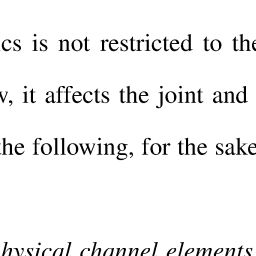 cs is not restricted to the
, it affects the joint and
the following, for the sake
hysical channel elements